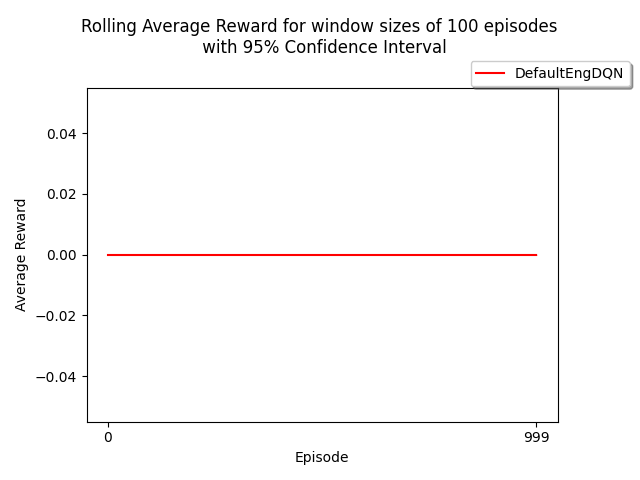 Rolling Average Reward for window sizes of 100 episodes
with 95% Confidence Interval
DefaultEngDQN
0.04
0.02
0.00
−0.02
−0.04
Average Reward
0
999
Episode